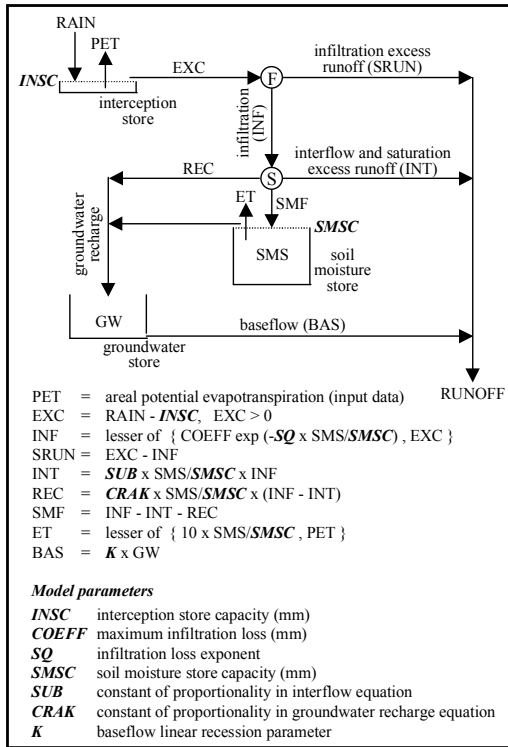 RAIN
PET
EXC
F
infiltration excess
runoff (SRUN)
INSC
interception
store
infiltration
(INF)
REC
S
interflow and saturation
excess runoff (INT)
SMF
ET
SMSC
groundwater
recharge
SMS
soil
moisture
store
GW
baseflow (BAS)
groundwater
store
RUNOFF
PET = areal potential evapotranspiration (input data)
EXC = RAIN - INSC, EXC > 0
INF = lesser of { COEFF exp (-SQ x SMS/SMSC) , EXC }
SRUN = EXC - INF
INT = SUB x SMS/SMSC x INF
REC = CRAK x SMS/SMSC x (INF - INT)
SMF = INF - INT - REC
ET = lesser of { 10 x SMS/SMSC , PET }
BAS = K x GW
Model parameters
INSC interception store capacity (mm)
COEFF maximum infiltration loss (mm)
SQ infiltration loss exponent
SMSC soil moisture store capacity (mm)
SUB constant of proportionality in interflow equation
CRAK constant of proportionality in groundwater recharge equation
K baseflow linear recession parameter